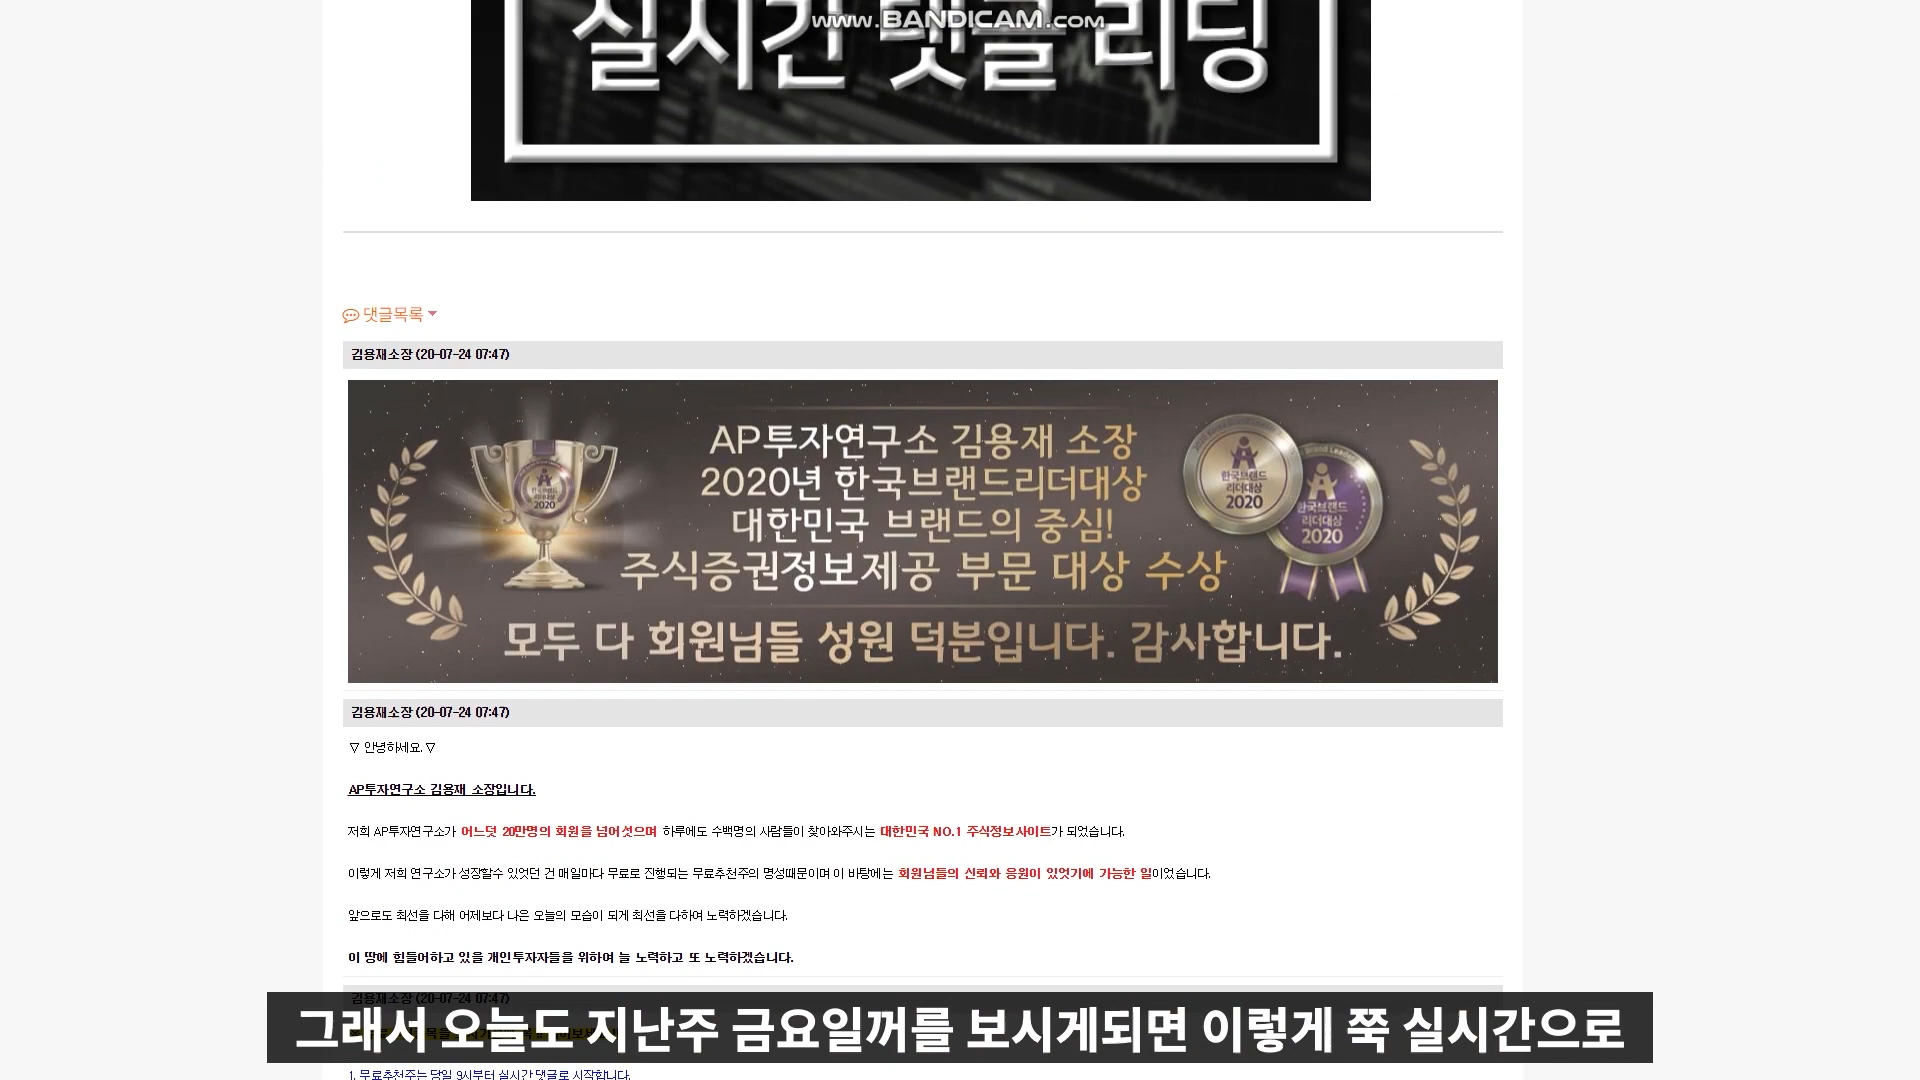 실시간 댓글 리딩
www.BANDICAM.com
댓글목록
김용재소장 (20-07-24 07:47)
AP투자연구소 김용재 소장
2020년 한국브랜드리더대상
대한민국 브랜드의 중심!
주식증권정보제공 부문 대상 수상
모두 다 회원님들 성원 덕분입니다. 감사합니다.
한국브랜드
리더대상
2020
한국브랜드
리더대상
2020
김용재소장 (20-07-24 07:47)
▽ 안녕하세요. ▽
AP투자연구소 김용재 소장입니다.
저희 AP투자연구소가 어느덧 20만명의 회원을 넘어섯으며 하루에도 수백명의 사람들이 찾아와주시는 대한민국 NO.1 주식정보사이트가 되었습니다.
이렇게 저희 연구소가 성장할수 있엇던 건 매일마다 무료로 진행되는 무료추천주의 명성때문이며 이 바탕에는 회원님들의 신뢰와 응원이 있엇기에 가능한 일이었습니다.
앞으로도 최선을 다해 어제보다 나은 오늘의 모습이 되게 최선을 다하여 노력하겠습니다.
이 땅에 힘들어하고 있을 개인투자자들을 위하여 늘 노력하고 또 노력하겠습니다.
김용재소장 (20-07-24 07:47)
그래서 오늘도 지난주 금요일꺼를 보시게되면 이렇게 쭉 실시간으로
1. 무료추천주는 당일 9시부터 실시간 댓글로 시작합니다.